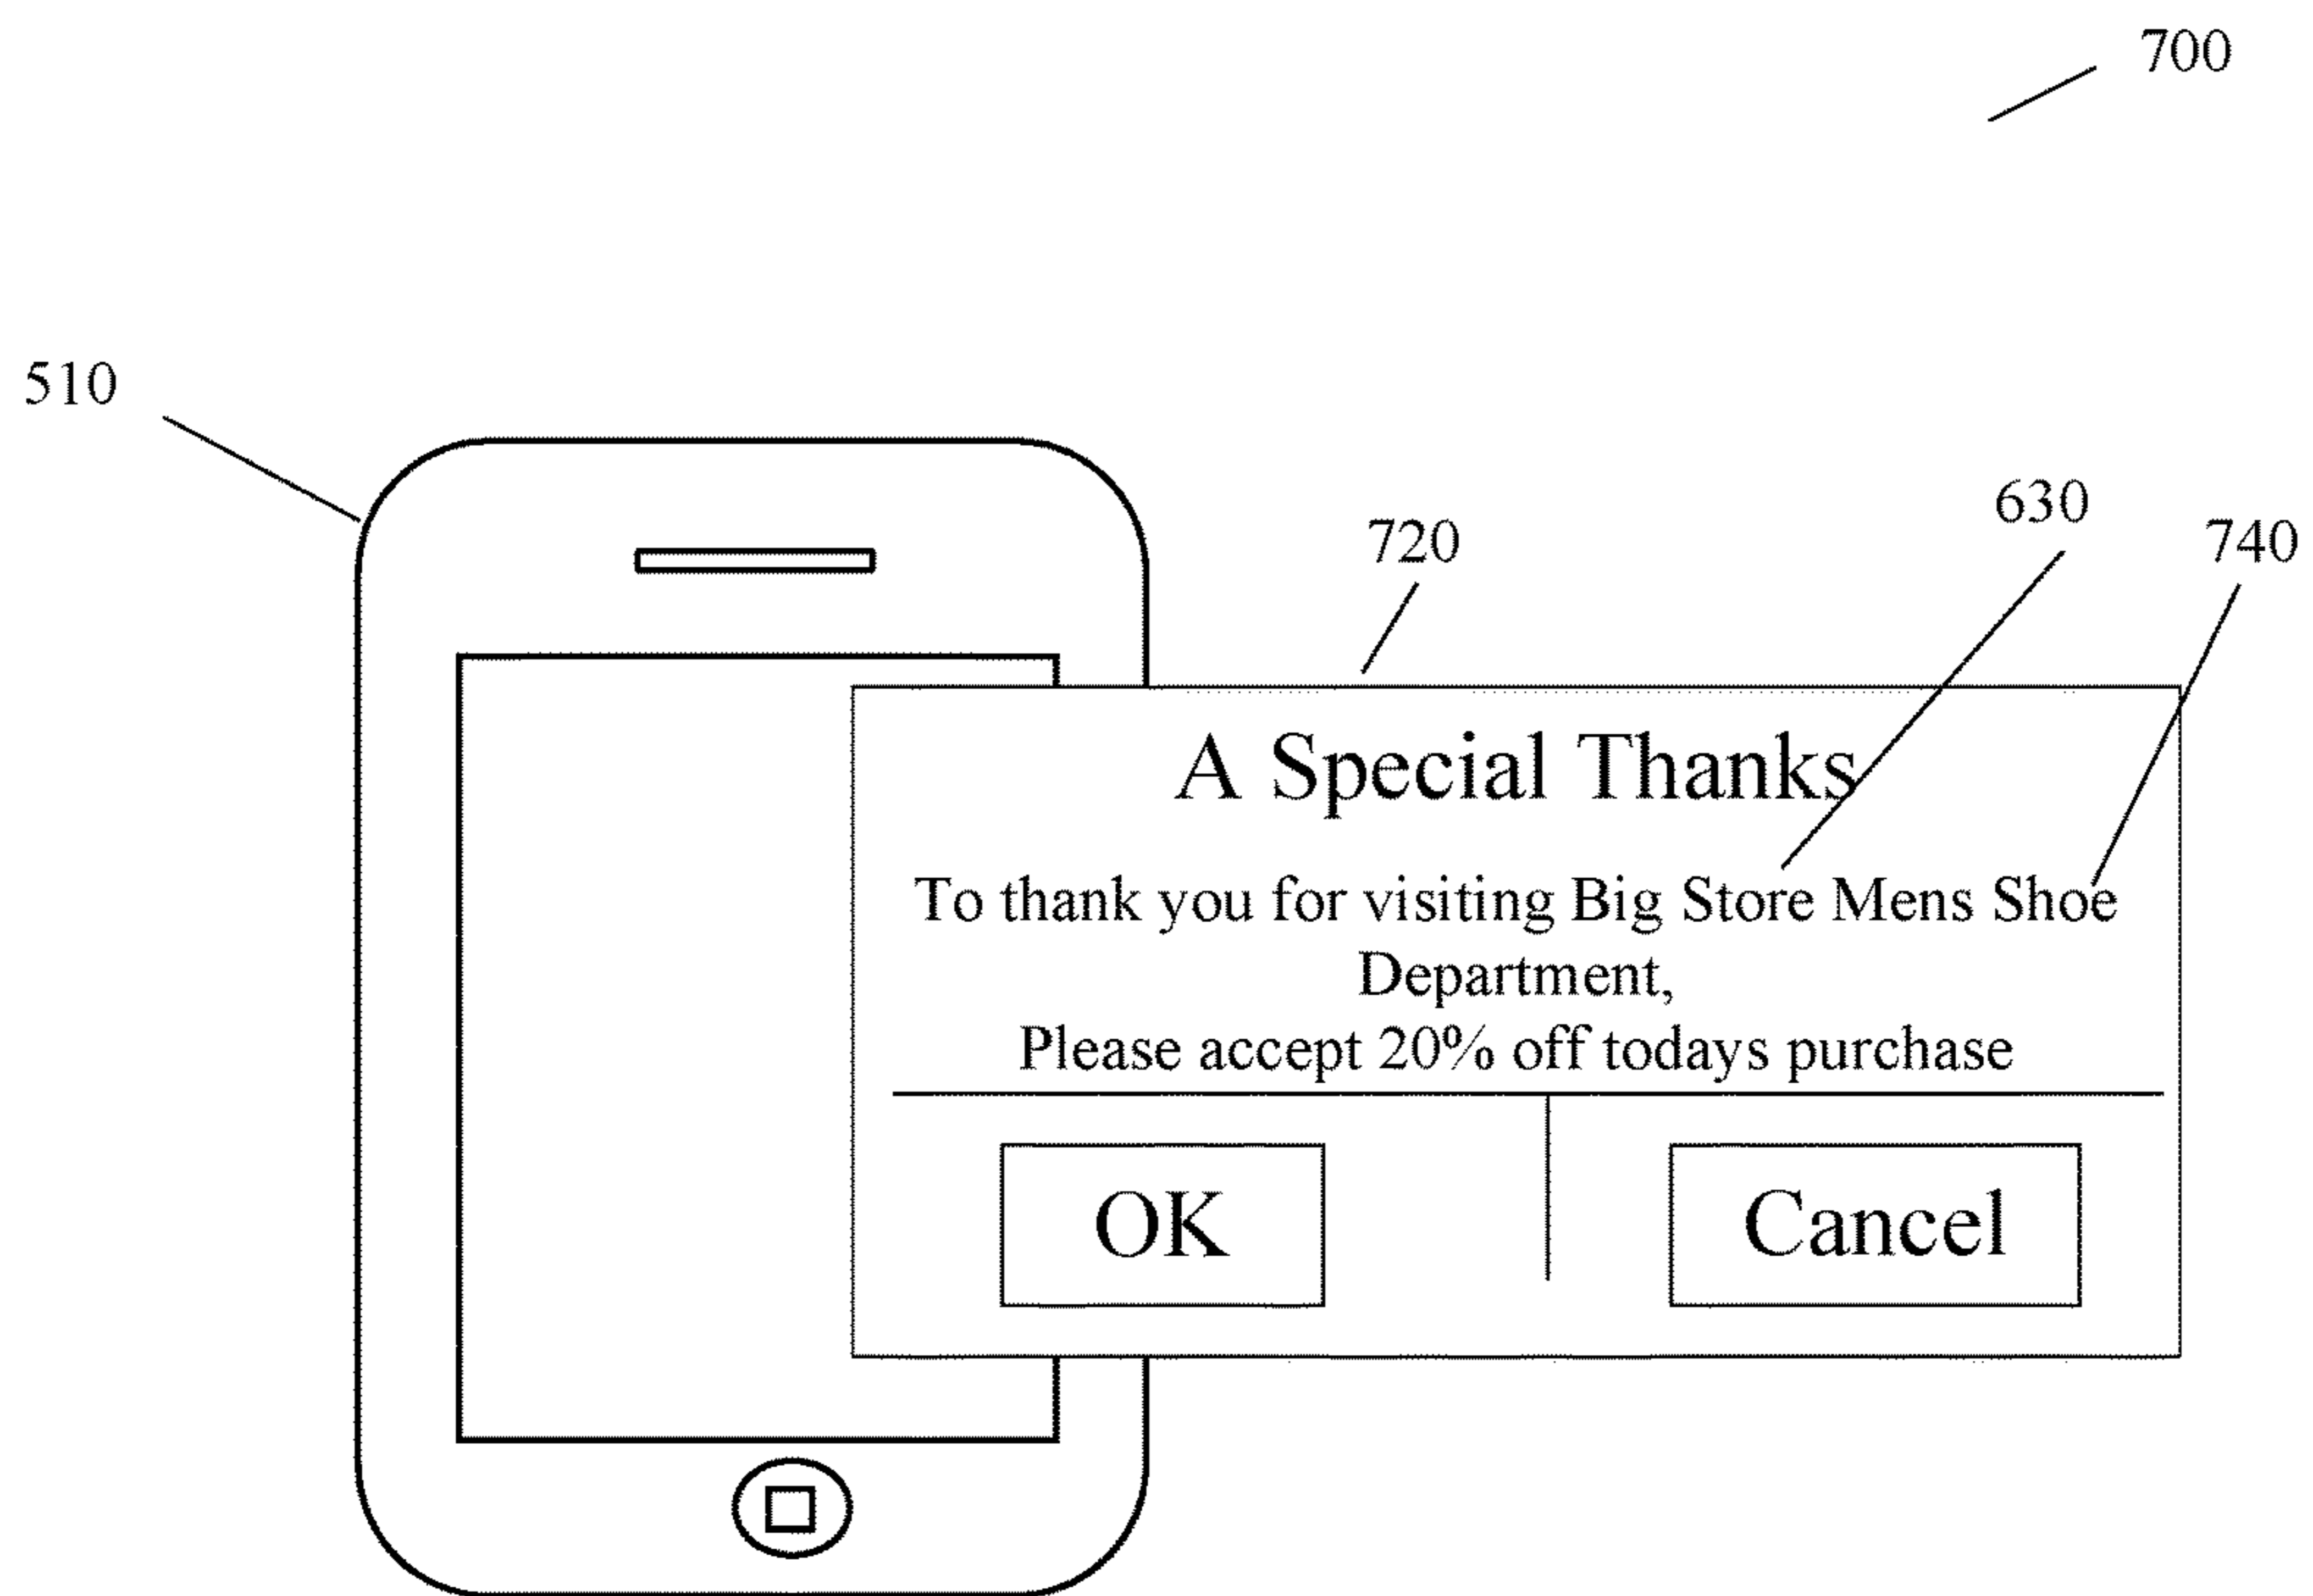 700
510
630
720
740
A Special Thanks
To thank you for visiting Big Store Mens Shoe
Department,
Please accept 20% off todays purchase
OK
Cancel